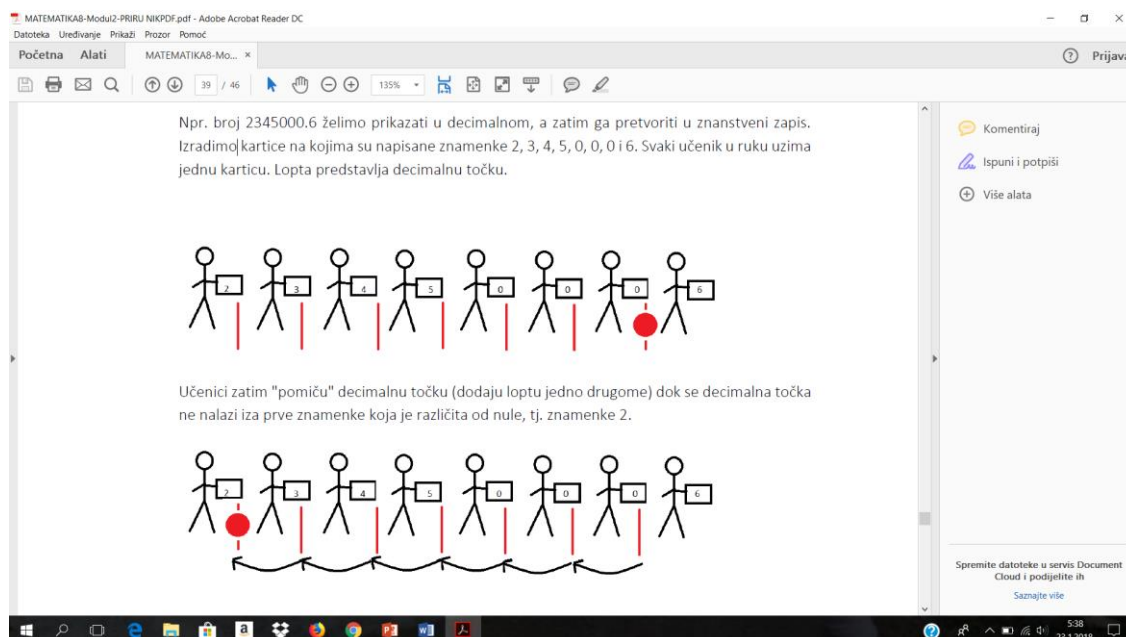 MATEMATIKA8-Modul2-PRIRU NIKPDF.pdf - Adobe Acrobat Reader DC
Datoteka Uređivanje Prikaži Prozor Pomoć
Početna Alati MATEMATIKA8-Mo... × Prijava
39 / 46 135%
Npr. broj 2345000.6 želimo prikazati u decimalnom, a zatim ga pretvoriti u znanstveni zapis.
Izradimo kartice na kojima su napisane znamenke 2, 3, 4, 5, 0, 0, 0 i 6. Svaki učenik u ruku uzima
jednu karticu. Lopta predstavlja decimalnu točku.
2 3 4 5 0 0 0 6
Učenici zatim "pomiču" decimalnu točku (dodaju loptu jedno drugome) dok se decimalna točka
ne nalazi iza prve znamenke koja je različita od nule, tj. znamenke 2.
2 3 4 5 0 0 0 6
Komentiraj
Ispuni i potpiši
Više alata
Spremite datoteke u servis Document
Cloud i podijelite ih
Saznajte više
5:38